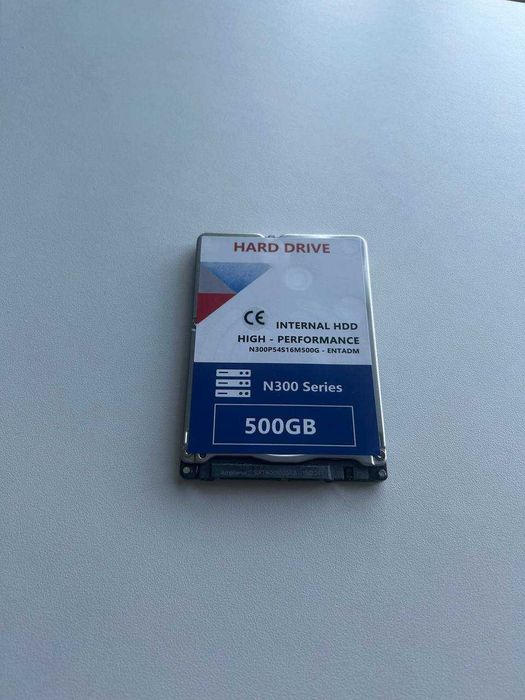 HARD DRIVE
CE INTERNAL HDD
HIGH - PERFORMANCE
N300P54S16M500G - ENTADM
N300 Series
500GB